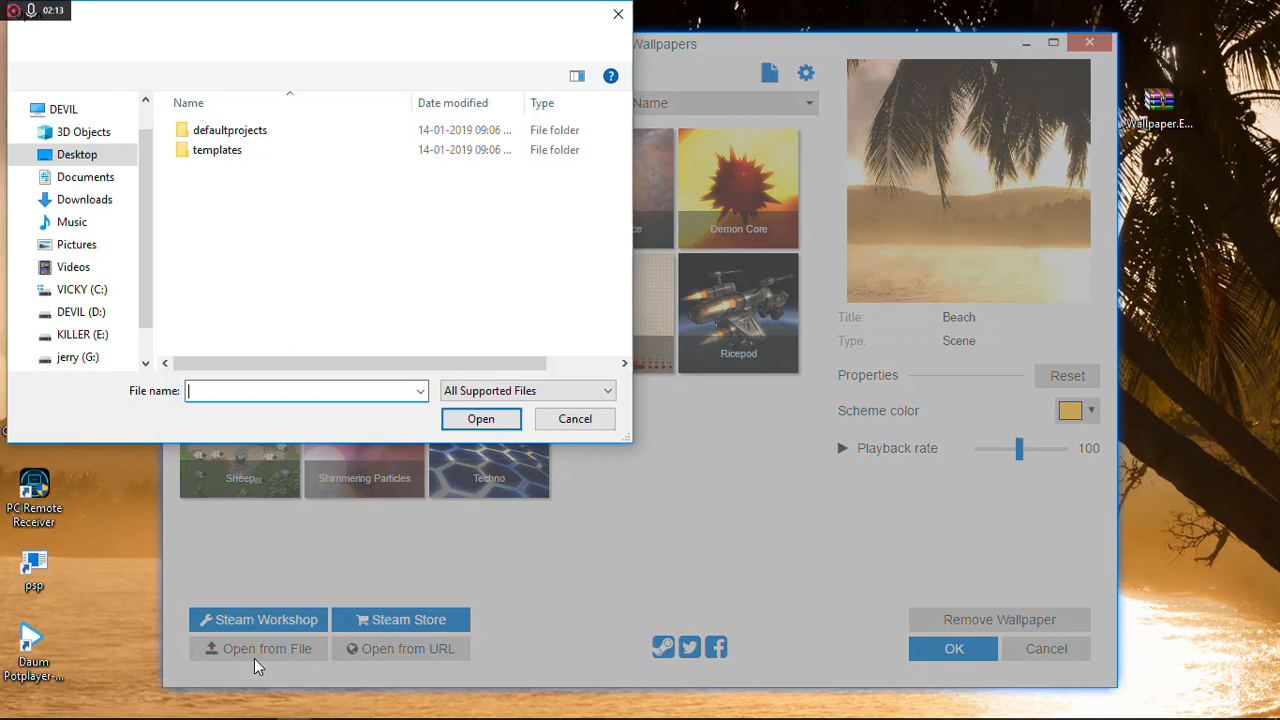 02:13
Wallpapers
Name
Date modified
Type
defaultprojects
14-01-2019 09:06 ...
File folder
templates
14-01-2019 09:06 ...
File folder
DEVIL
3D Objects
Desktop
Documents
Downloads
Music
Pictures
Videos
VICKY (C:)
DEVIL (D:)
KILLER (E:)
jerry (G:)
File name:
All Supported Files
Open
Cancel
Name
ce
Demon Core
Ricepod
Sheep
Shimmering Particles
Techno
Title:
Beach
Type:
Scene
Properties
Reset
Scheme color
Playback rate
100
Steam Workshop
Steam Store
Open from File
Open from URL
Remove Wallpaper
OK
Cancel
Wallpaper.E...
PC Remote
Receiver
psp
Daum
Potplayer-...